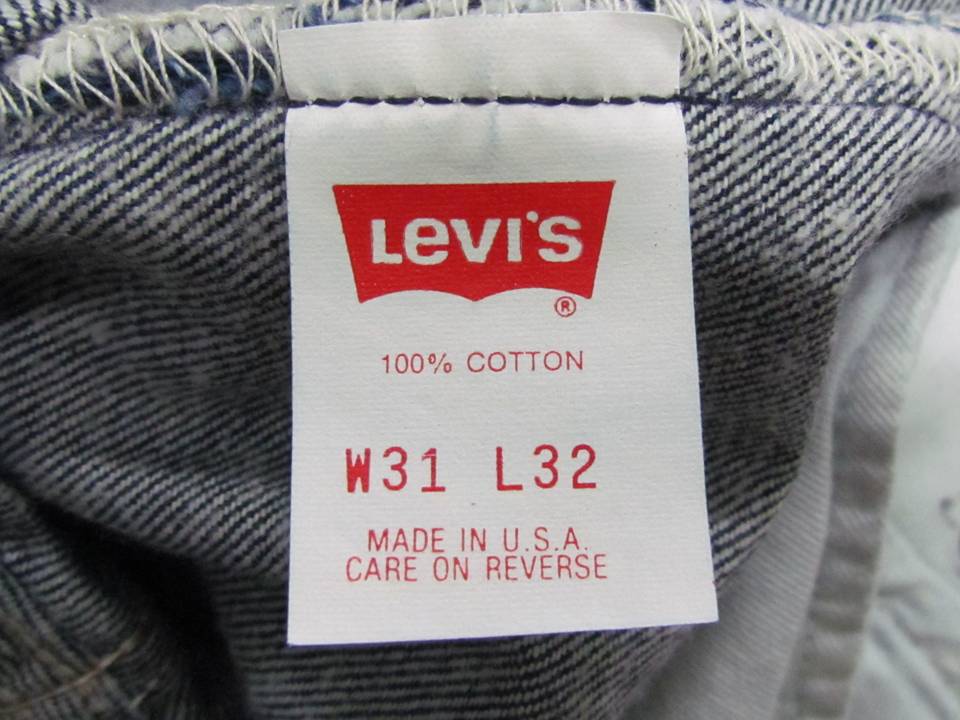 Levi's
®
100% COTTON
W31 L32
MADE IN U.S.A.
CARE ON REVERSE